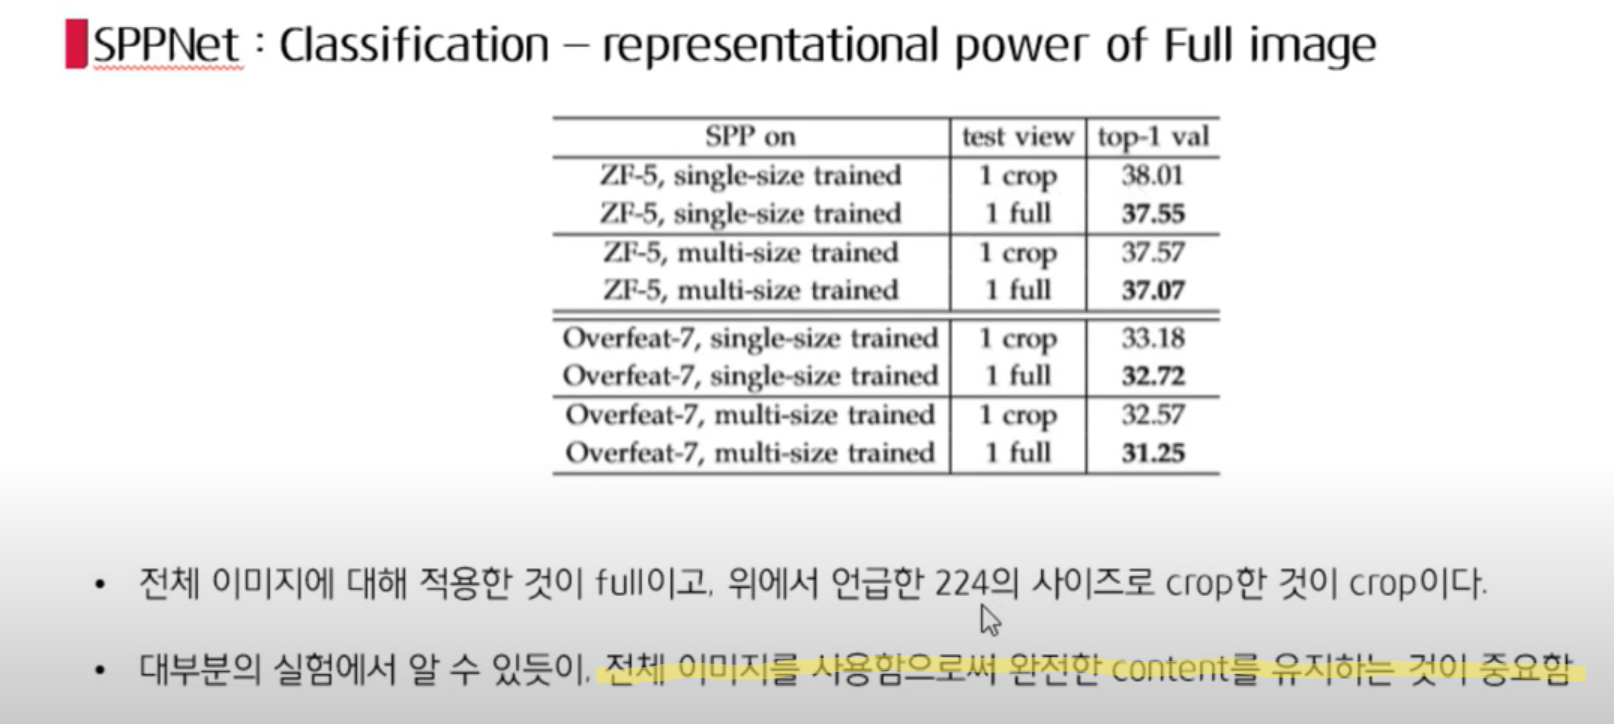 SPPNet : Classification – representational power of Full image
SPP on test view top-1 val
ZF-5, single-size trained 1 crop 38.01
ZF-5, single-size trained 1 full 37.55
ZF-5, multi-size trained 1 crop 37.57
ZF-5, multi-size trained 1 full 37.07
Overfeat-7, single-size trained 1 crop 33.18
Overfeat-7, single-size trained 1 full 32.72
Overfeat-7, multi-size trained 1 crop 32.57
Overfeat-7, multi-size trained 1 full 31.25
• 전체 이미지에 대해 적용한 것이 full이고, 위에서 언급한 224의 사이즈로 crop한 것이 crop이다.
• 대부분의 실험에서 알 수 있듯이, 전체 이미지를 사용함으로써 완전한 content를 유지하는 것이 중요함